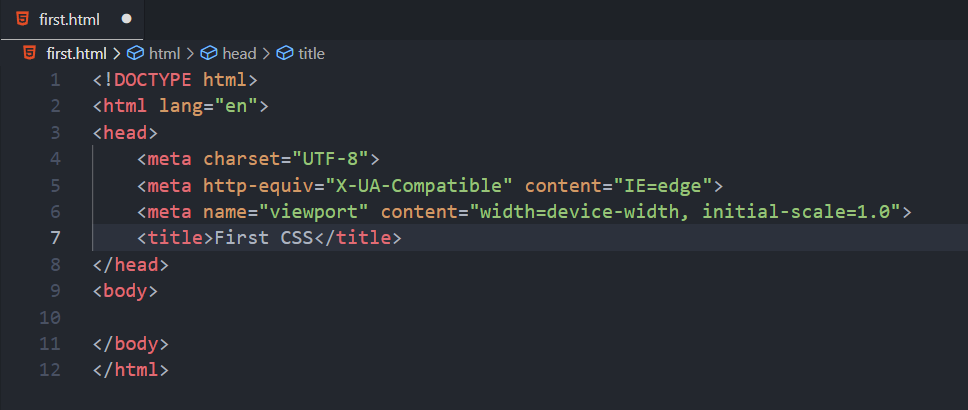 first.html
first.html > html > head > title
1 <!DOCTYPE html>
2 <html lang="en">
3 <head>
4     <meta charset="UTF-8">
5     <meta http-equiv="X-UA-Compatible" content="IE=edge">
6     <meta name="viewport" content="width=device-width, initial-scale=1.0">
7     <title>First CSS</title>
8 </head>
9 <body>
10
11 </body>
12 </html>